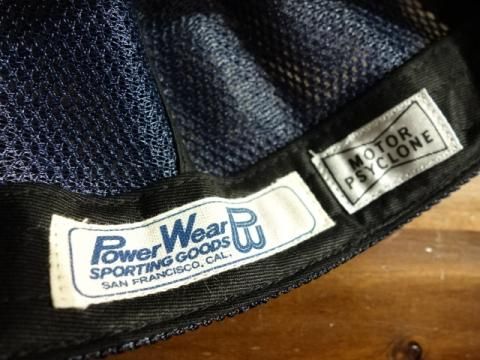 Power Wear PW
SPORTING GOODS
SAN FRANCISCO, CAL.
MOTOR
PSYCLONE